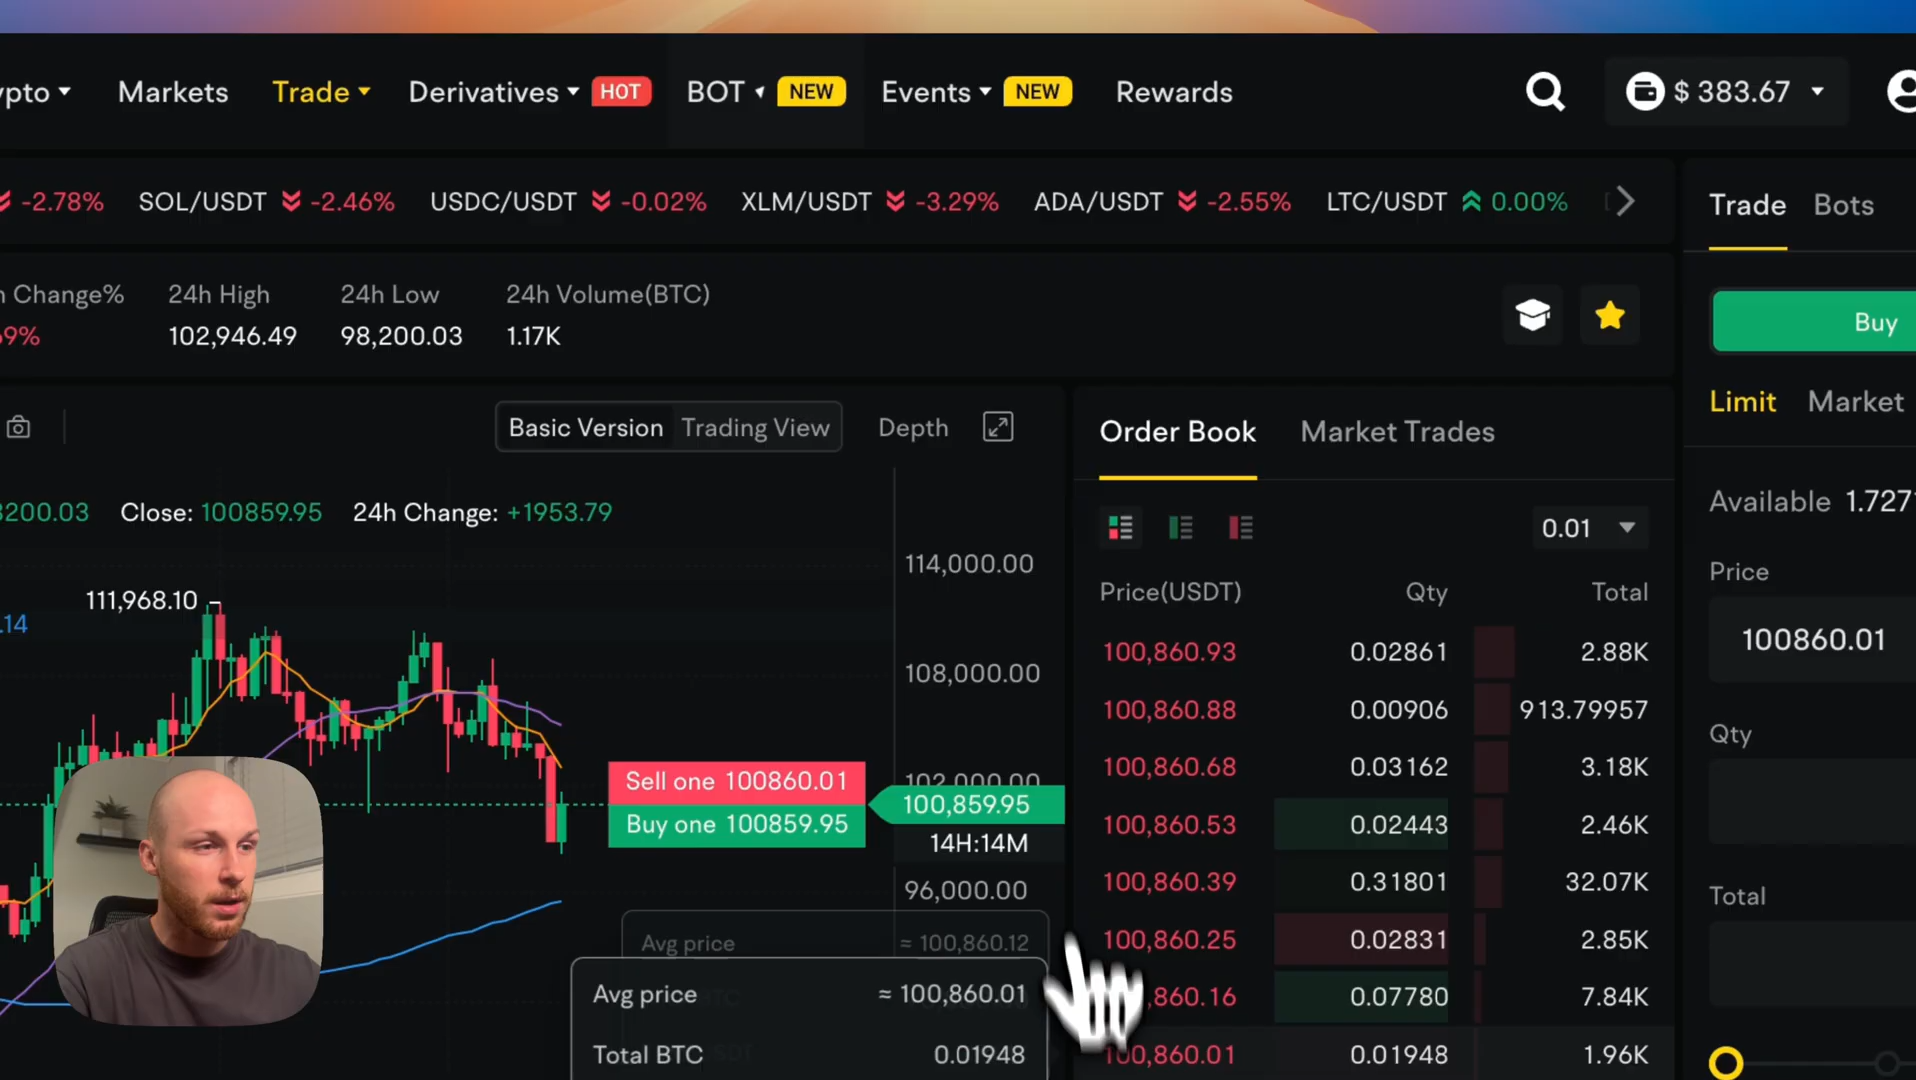 ypto Markets Trade Derivatives HOT BOT NEW Events NEW Rewards $ 383.67
-2.78% SOL/USDT -2.46% USDC/USDT -0.02% XLM/USDT -3.29% ADA/USDT -2.55% LTC/USDT 0.00%
Trade Bots
h Change% 24h High 24h Low 24h Volume(BTC)
69% 102,946.49 98,200.03 1.17K
Buy
Limit Market
Basic Version Trading View Depth
Order Book Market Trades
3200.03 Close: 100859.95 24h Change: +1953.79
Available 1.727
0.01
114,000.00
Price
Price(USDT) Qty Total
111,968.10
.14
100860.01
100,860.93 0.02861 2.88K
108,000.00
100,860.88 0.00906 913.79957
Qty
100,860.68 0.03162 3.18K
Sell one 100860.01
102,000.00
100,859.95
Buy one 100859.95
14H:14M
100,860.53 0.02443 2.46K
96,000.00
100,860.39 0.31801 32.07K
Total
Avg price ≈ 100,860.12
100,860.25 0.02831 2.85K
Avg price ≈ 100,860.01
,860.16 0.07780 7.84K
Total BTC 0.01948
100,860.01 0.01948 1.96K